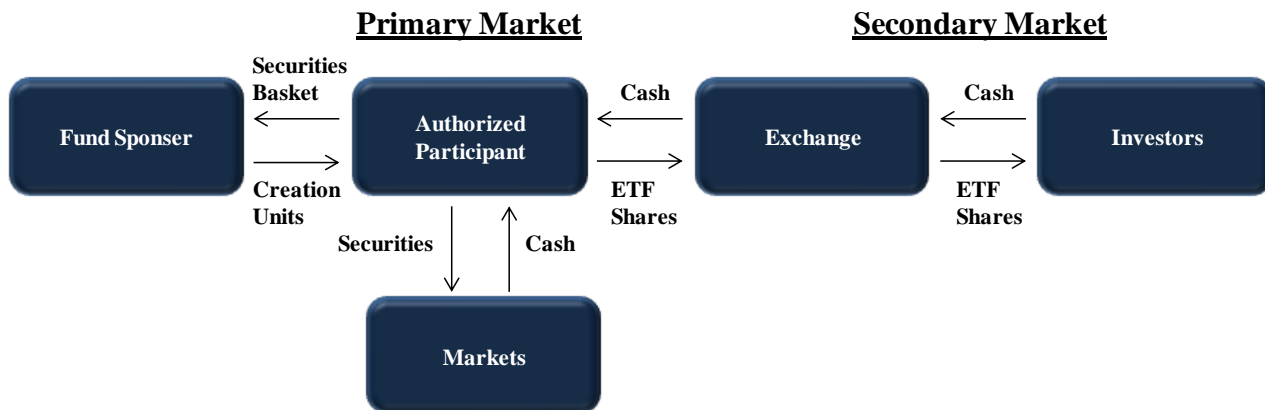 Primary Market
Secondary Market
Securities
Basket
Cash
Cash
Fund Sponser
Authorized
Participant
Exchange
Investors
Creation
Units
ETF
Shares
ETF
Shares
Securities
Cash
Markets